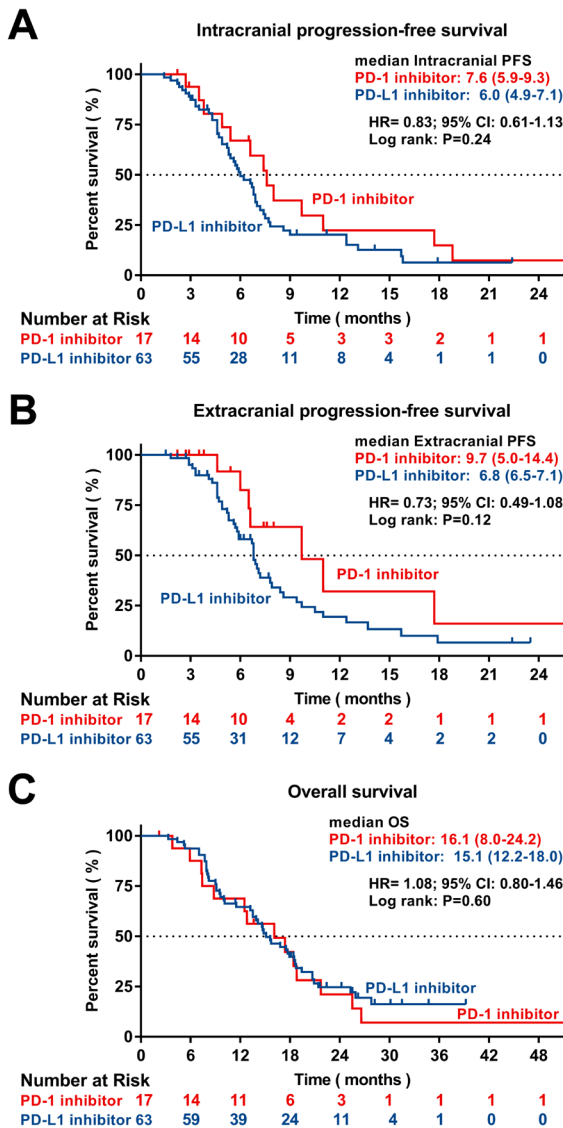 A
Intracranial progression-free survival
median Intracranial PFS
PD-1 inhibitor: 7.6 (5.9-9.3)
PD-L1 inhibitor: 6.0 (4.9-7.1)
HR= 0.83; 95% CI: 0.61-1.13
Log rank: P=0.24
Percent survival ( % )
100
75
50
25
0
PD-1 inhibitor
PD-L1 inhibitor
0 3 6 9 12 15 18 21 24
Number at Risk
Time ( months )
PD-1 inhibitor 17 14 10 5 3 3 2 1 1
PD-L1 inhibitor 63 55 28 11 8 4 1 1 0
B
Extracranial progression-free survival
median Extracranial PFS
PD-1 inhibitor: 9.7 (5.0-14.4)
PD-L1 inhibitor: 6.8 (6.5-7.1)
HR= 0.73; 95% CI: 0.49-1.08
Log rank: P=0.12
Percent survival ( % )
100
75
50
25
0
PD-1 inhibitor
PD-L1 inhibitor
0 3 6 9 12 15 18 21 24
Number at Risk
Time ( months )
PD-1 inhibitor 17 14 10 4 2 2 1 1 1
PD-L1 inhibitor 63 55 31 12 7 4 2 2 0
C
Overall survival
median OS
PD-1 inhibitor: 16.1 (8.0-24.2)
PD-L1 inhibitor: 15.1 (12.2-18.0)
HR= 1.08; 95% CI: 0.80-1.46
Log rank: P=0.60
Percent survival ( % )
100
75
50
25
0
PD-L1 inhibitor
PD-1 inhibitor
0 6 12 18 24 30 36 42 48
Number at Risk
Time ( months )
PD-1 inhibitor 17 14 11 6 3 1 1 1 1
PD-L1 inhibitor 63 59 39 24 11 4 1 0 0